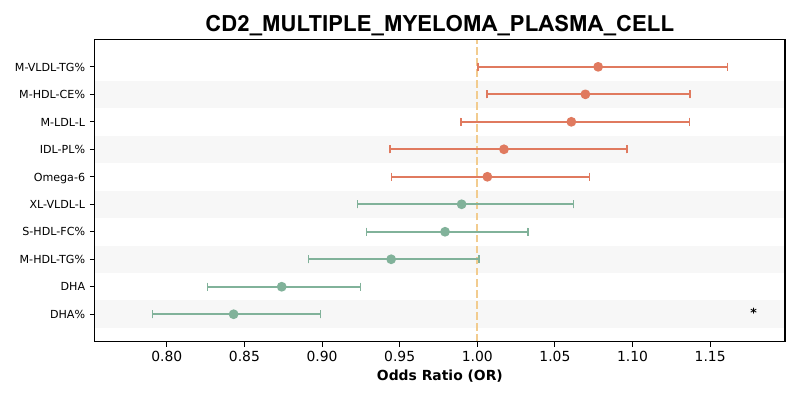 CD2_MULTIPLE_MYELOMA_PLASMA_CELL
M-VLDL-TG%
M-HDL-CE%
M-LDL-L
IDL-PL%
Omega-6
XL-VLDL-L
S-HDL-FC%
M-HDL-TG%
DHA
DHA% *
0.80 0.85 0.90 0.95 1.00 1.05 1.10 1.15
Odds Ratio (OR)